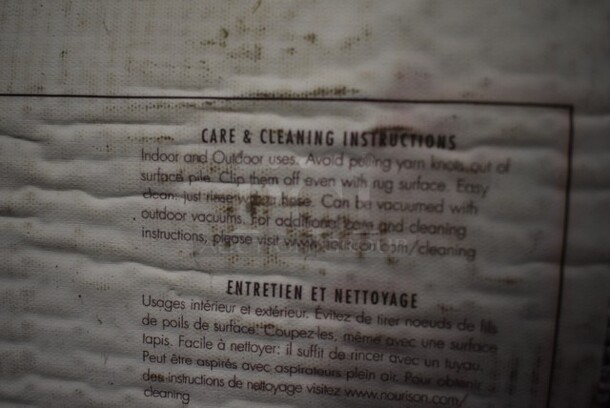 CARE & CLEANING INSTRUCTIONS
Indoor and Outdoor uses. Avoid pulling yarn knots out of
surface pile. Clip them off even with rug surface. Easy
clean: just rinse hose. Can be vacuumed with
outdoor vacuums. For additional care and cleaning
instructions, please visit www.nourison.com/cleaning
ENTRETIEN ET NETTOYAGE
Usages intérieur et extérieur. Évitez de tirer noeuds de fils
de poils de surface. Coupez-les, même avec une surface
tapis. Facile à nettoyer: il suffit de rincer avec un tuyau.
Peut être aspirés avec aspirateurs plein air. Pour obtenir
des instructions de nettoyage visitez www.nourison.com/
cleaning